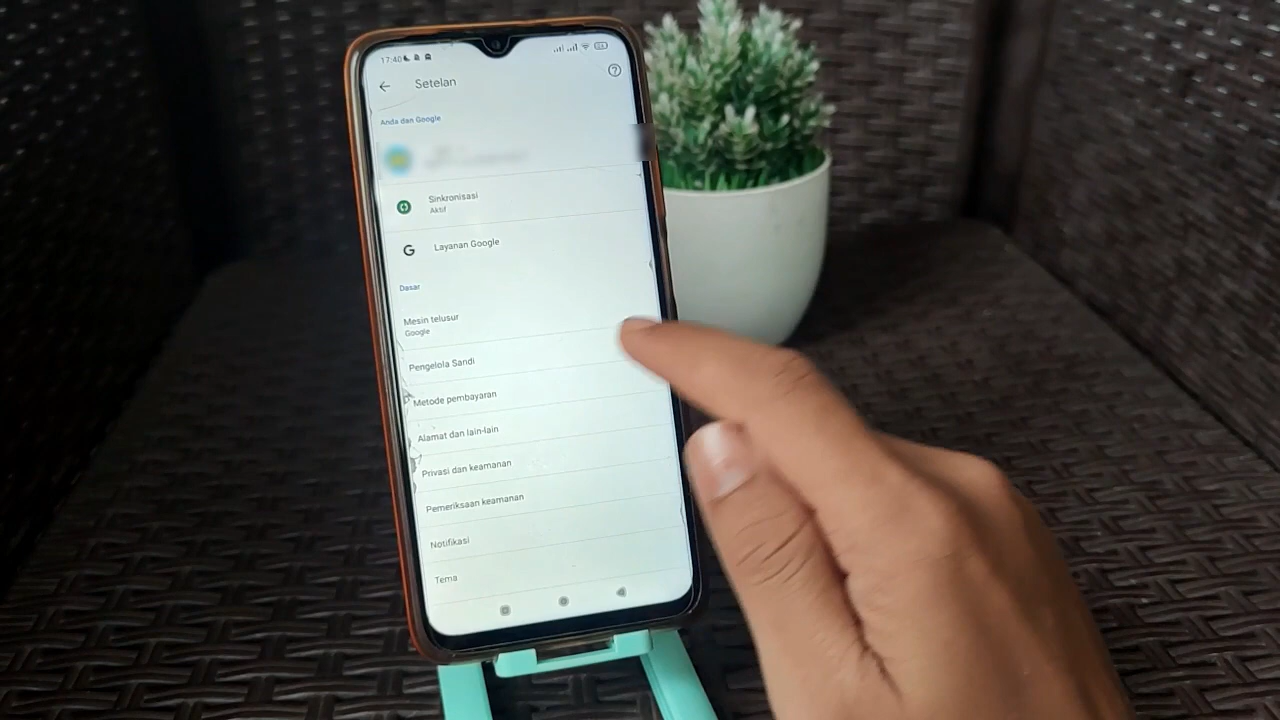 17:40
Setelan
Anda dan Google
Sinkronisasi
Aktif
G
Layanan Google
Dasar
Mesin telusur
Google
Pengelola Sandi
Metode pembayaran
Alamat dan lain-lain
Privasi dan keamanan
Pemeriksaan keamanan
Notifikasi
Tema